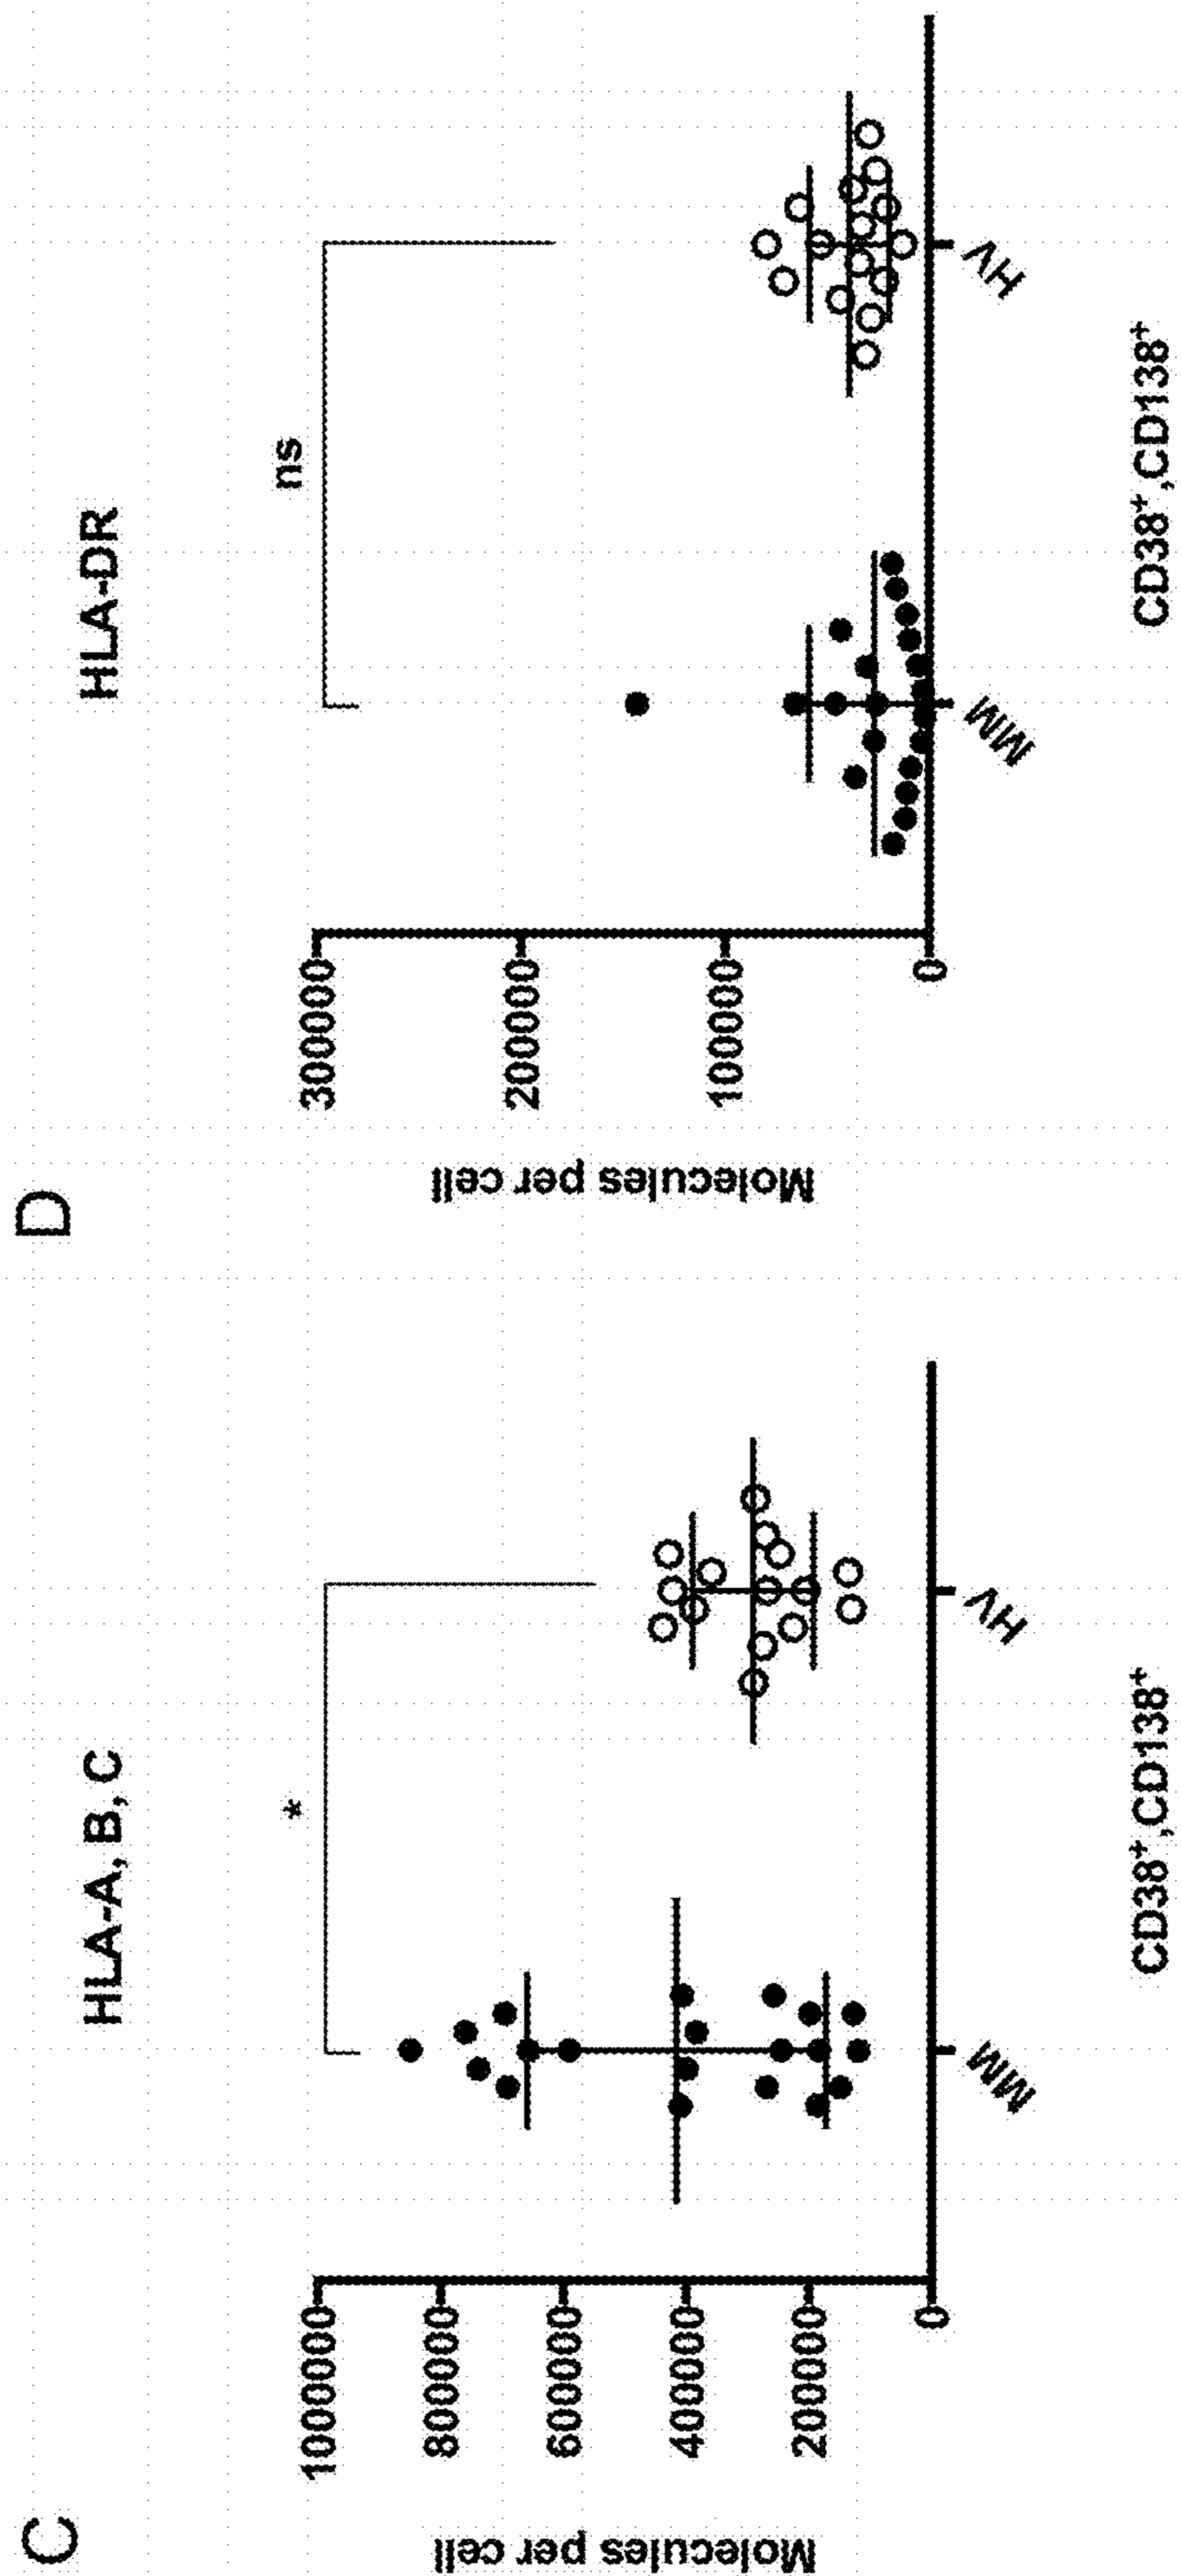 C
HLA-A, B, C
*
Molecules per cell
1000000
800000
600000
400000
200000
0
MM
HV
CD38⁺,CD138⁺
D
HLA-DR
ns
Molecules per cell
300000
200000
100000
0
MM
HV
CD38⁺,CD138⁺